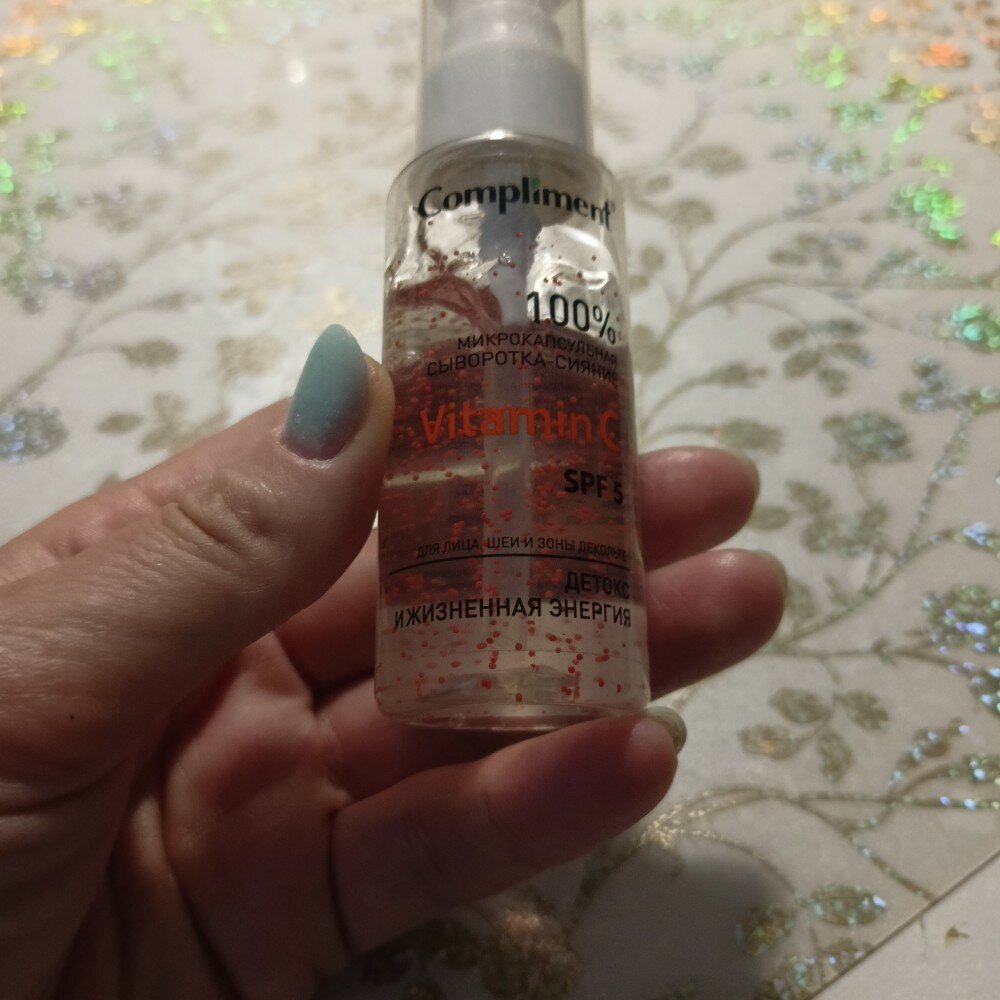 Compliment®
100%
МИКРОКАПСУЛЬНАЯ
СЫВОРОТКА-СИЯНИЕ
Vitamin C
SPF 5
ДЛЯ ЛИЦА, ШЕИ И ЗОНЫ ДЕКОЛЬТЕ
ДЕТОКС
И ЖИЗНЕННАЯ ЭНЕРГИЯ